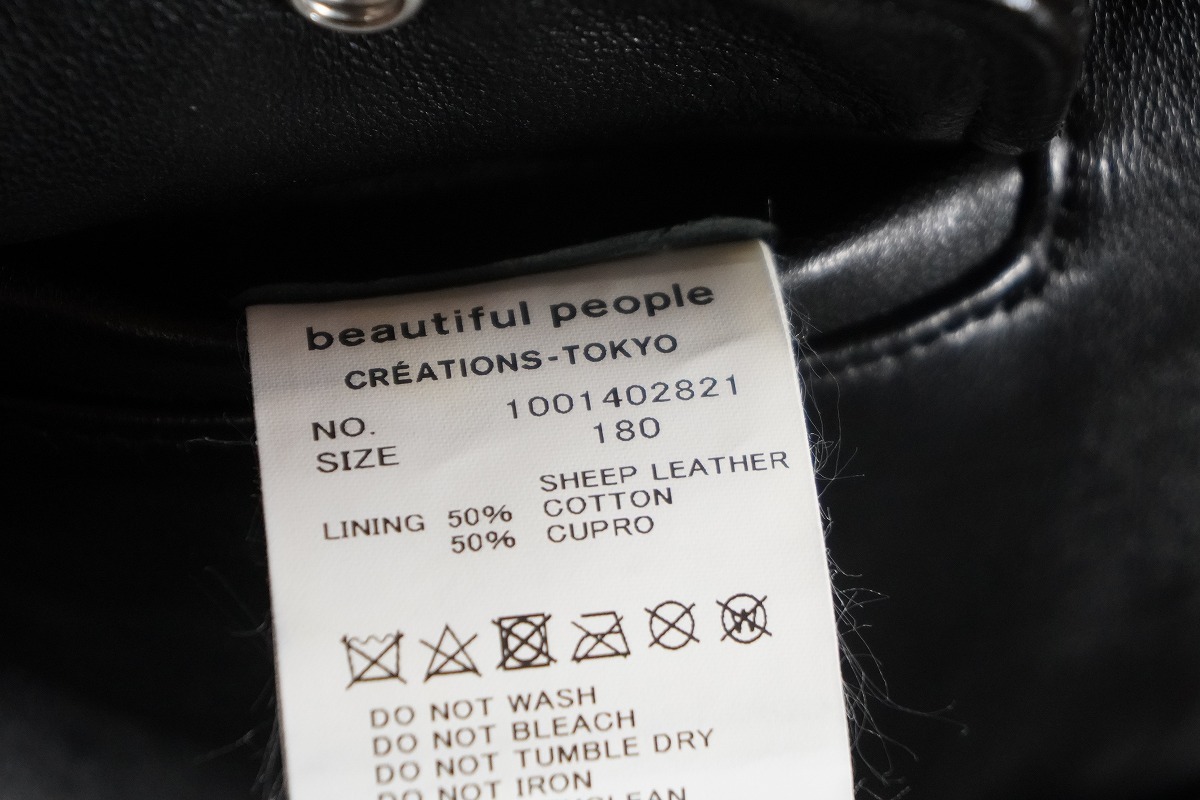 beautiful people
CRÉATIONS-TOKYO
NO. 1001402821
SIZE 180
SHEEP LEATHER
LINING 50% COTTON
50% CUPRO
W
DO NOT WASH
DO NOT BLEACH
DO NOT TUMBLE DRY
DO NOT IRON